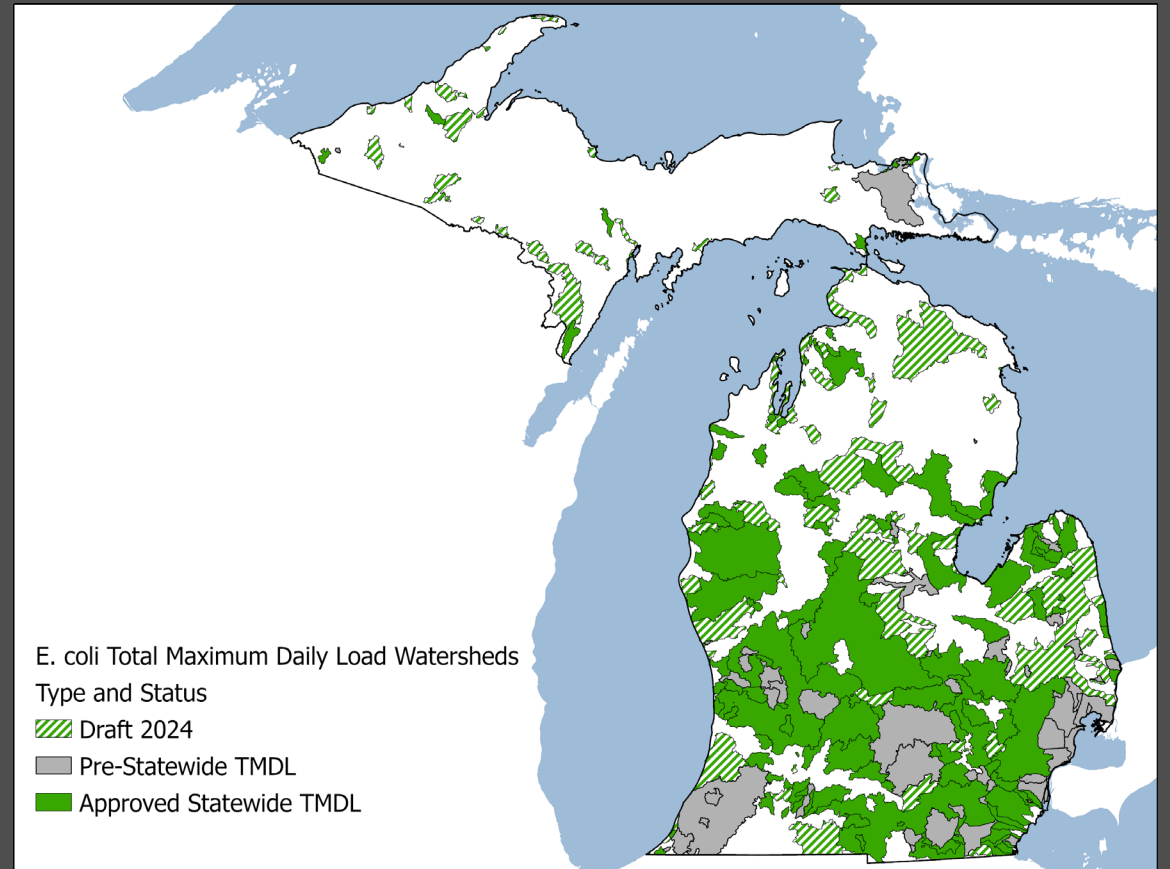 E. coli Total Maximum Daily Load Watersheds
Type and Status
Draft 2024
Pre-Statewide TMDL
Approved Statewide TMDL